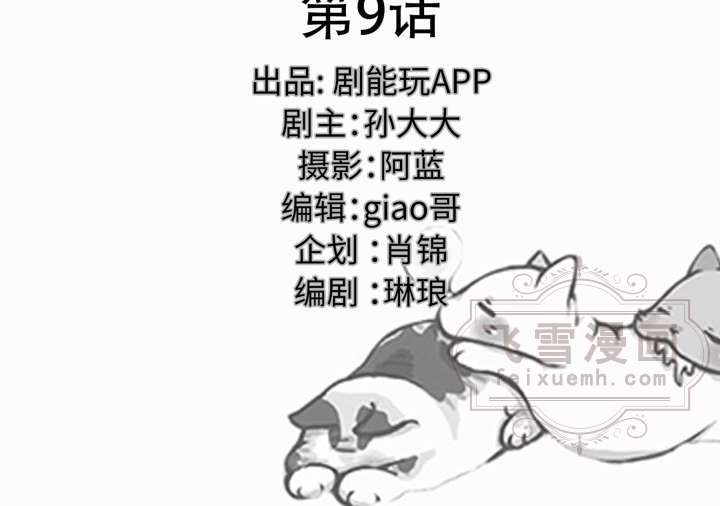 第9话
出品: 剧能玩APP
剧主:孙大大
摄影:阿蓝
编辑:giao哥
企划 :肖锦
编剧 :琳琅
飞雪漫画
feixuemh.com